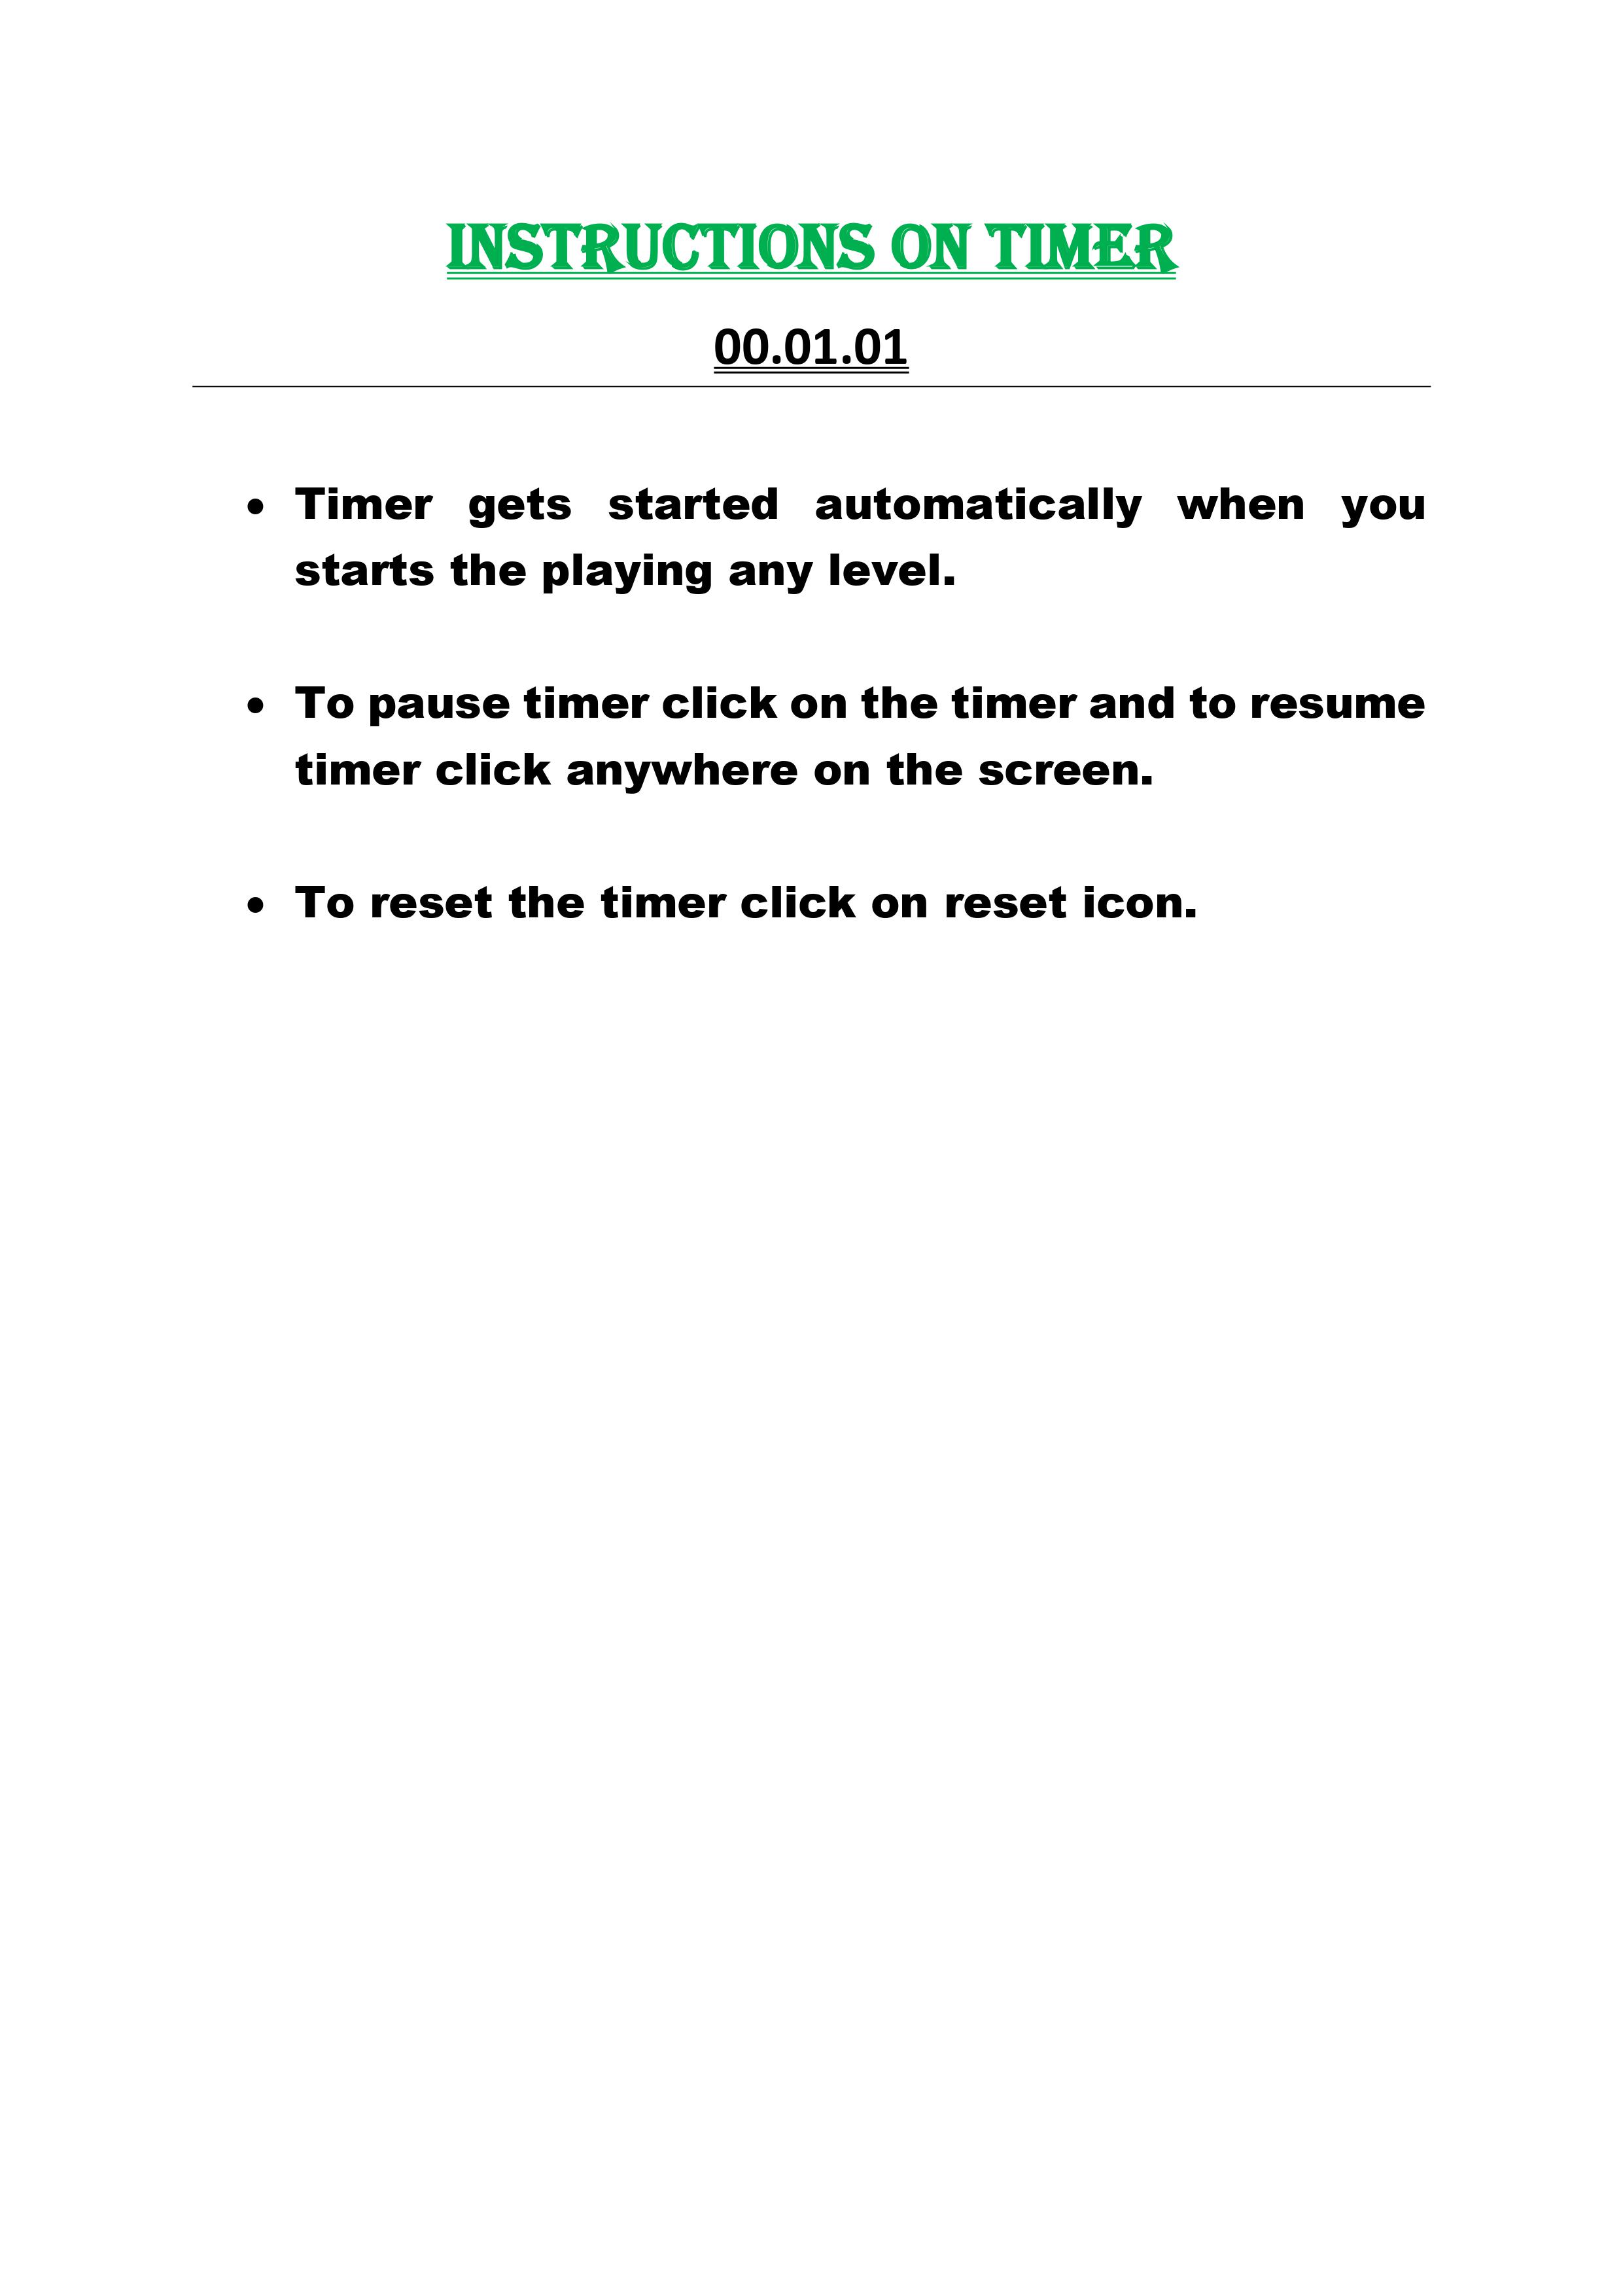 INSTRUCTIONS ON TIMER
00.01.01
• Timer gets started automatically when you
starts the playing any level.
• To pause timer click on the timer and to resume
timer click anywhere on the screen.
• To reset the timer click on reset icon.